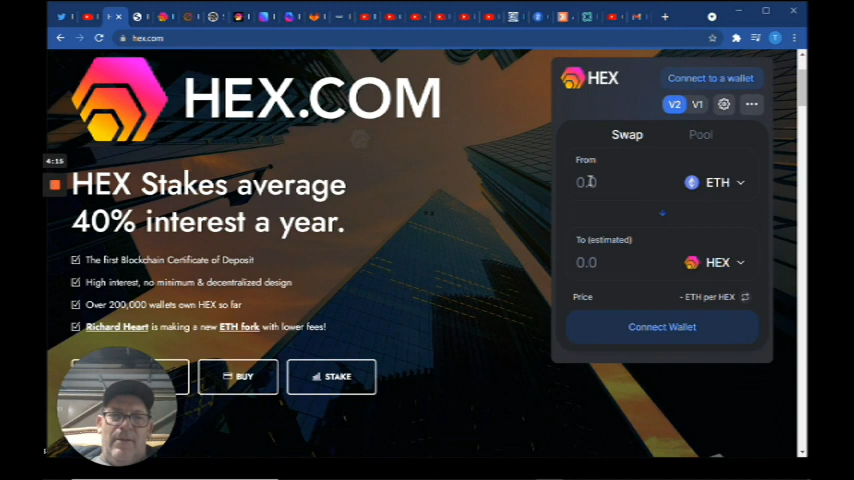 hex.com
HEX.COM
HEX Stakes average
40% interest a year.
The first Blockchain Certificate of Deposit
High interest, no minimum & decentralized design
Over 200,000 wallets own HEX so far
Richard Heart is making a new ETH fork with lower fees!
BUY
STAKE
4:15
HEX
Connect to a wallet
V2 V1
Swap Pool
From
0.0 ETH
To (estimated)
0.0 HEX
Price - ETH per HEX
Connect Wallet